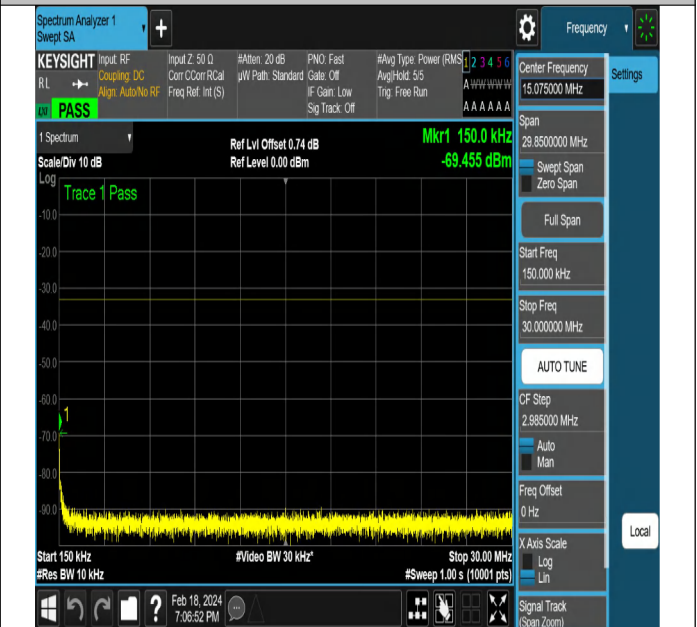 Spectrum Analyzer 1
Swept SA
+
Frequency
KEYSIGHT
Input: RF
Coupling: DC
Align: Auto/No RF
Input Z: 50 Ω
Corr CCorr RCal
Freq Ref: Int (S)
#Atten: 20 dB
µW Path: Standard
PNO: Fast
Gate: Off
IF Gain: Low
Sig Track: Off
#Avg Type: Power (RMS
Avg|Hold: 5/5
Trig: Free Run
1 2 3 4 5 6
A W W W W W
A A A A A A
R L
PASS
Center Frequency
15.075000 MHz
Settings
Span
29.8500000 MHz
Swept Span
Zero Span
Full Span
Start Freq
150.000 kHz
Stop Freq
30.000000 MHz
AUTO TUNE
CF Step
2.985000 MHz
Auto
Man
Freq Offset
0 Hz
X Axis Scale
Log
Lin
Signal Track
(Span Zoom)
Local
1 Spectrum
Scale/Div 10 dB
Ref Lvl Offset 0.74 dB
Ref Level 0.00 dBm
Mkr1 150.0 kHz
-69.455 dBm
Log
Trace 1 Pass
-10.0
-20.0
-30.0
-40.0
-60.0
1
-70.0
-80.0
-90.0
Start 150 kHz
#Res BW 10 kHz
#Video BW 30 kHz*
Stop 30.00 MHz
#Sweep 1.00 s (10001 pts)
?
Feb 18, 2024
7:06:52 PM